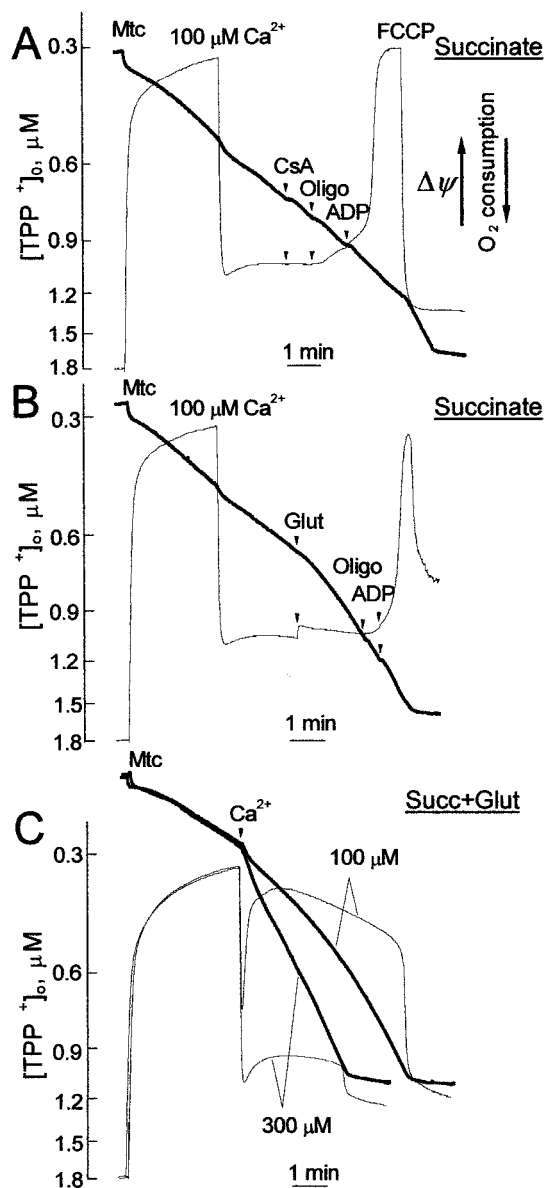 A
Mtc
100 μM Ca2+
FCCP
Succinate
0.3
0.6
0.9
1.2
1.5
1.8
[TPP+]o, μM
CsA
Oligo
ADP
Δψ
O2 consumption
1 min
B
Mtc
100 μM Ca2+
Succinate
0.3
0.6
0.9
1.2
1.5
1.8
[TPP+]o, μM
Glut
Oligo
ADP
1 min
C
Mtc
Ca2+
Succ+Glut
0.3
0.6
0.9
1.2
1.5
1.8
[TPP+]o, μM
100 μM
300 μM
1 min